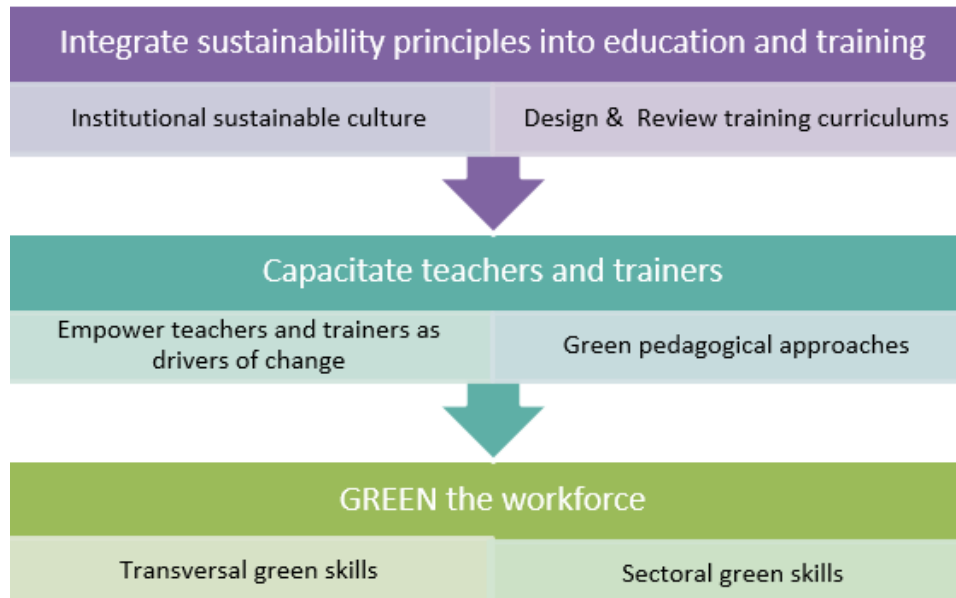 Integrate sustainability principles into education and training
Institutional sustainable culture
Design & Review training curriculums
Capacitate teachers and trainers
Empower teachers and trainers as
drivers of change
Green pedagogical approaches
GREEN the workforce
Transversal green skills
Sectoral green skills